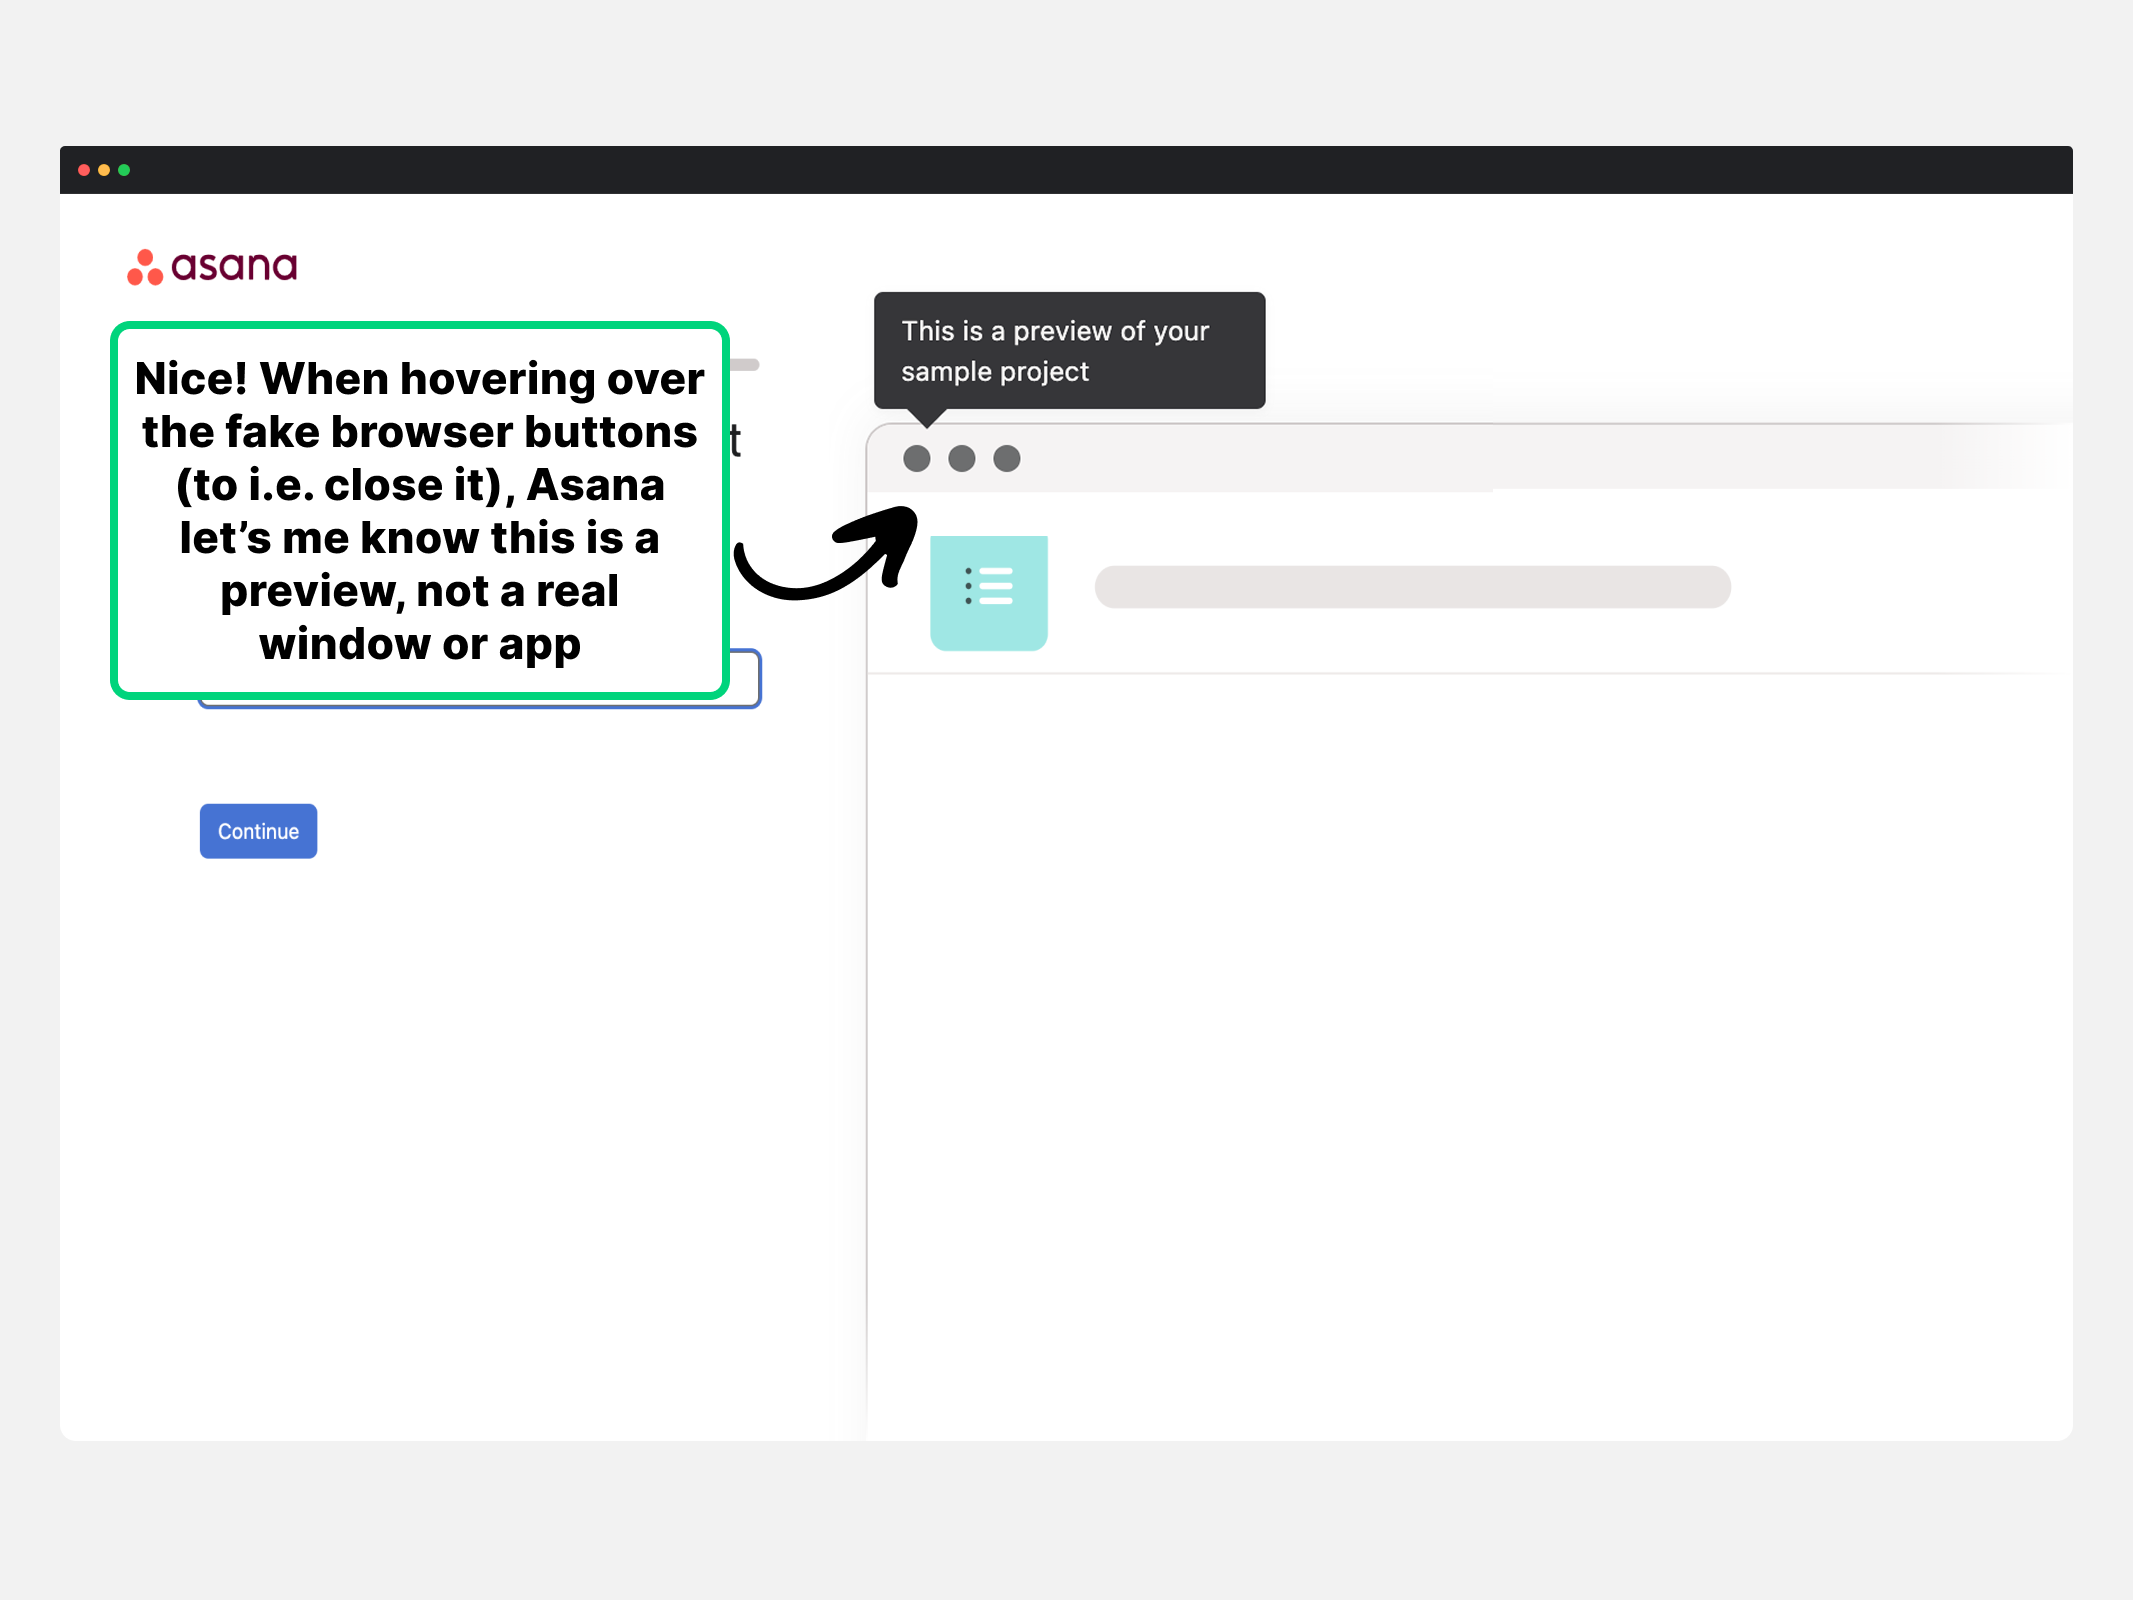 asana
This is a preview of your
sample project
Nice! When hovering over
the fake browser buttons
(to i.e. close it), Asana
let’s me know this is a
preview, not a real
window or app
t
Continue